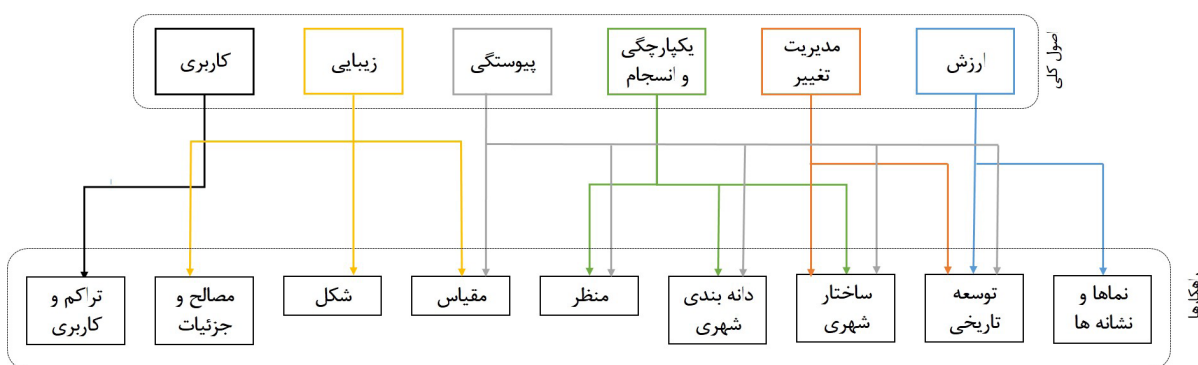 اصول کلی
ارزش
مدیریت
تغییر
یکپارچگی
و انسجام
پیوستگی
زیبایی
کاربری
راهکارها
نماها و
نشانه ها
توسعه
تاریخی
ساختار
شهری
دانه بندی
شهری
منظر
مقیاس
شکل
مصالح و
جزئیات
تراکم و
کاربری